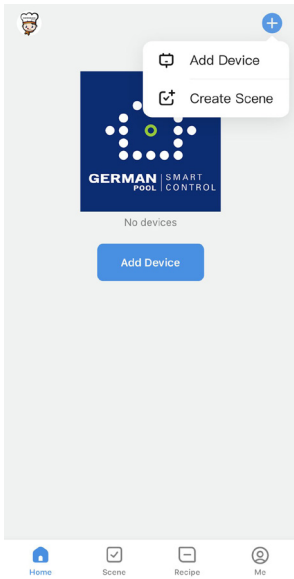 Add Device
Create Scene
GERMAN SMART
POOL CONTROL
No devices
Add Device
Home Scene Recipe Me